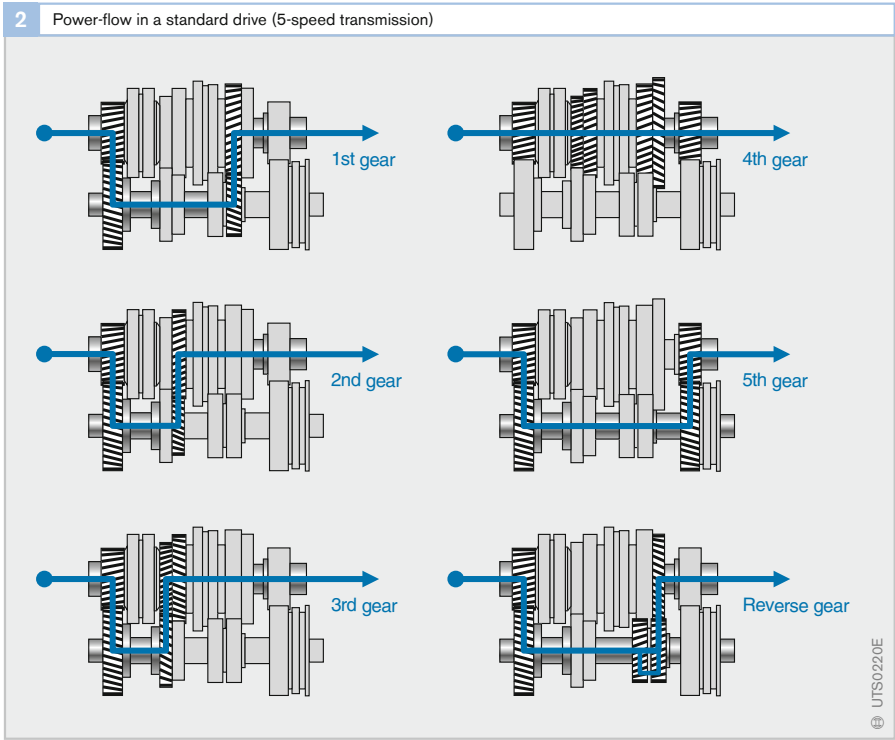 2 Power-flow in a standard drive (5-speed transmission)
1st gear
4th gear
2nd gear
5th gear
3rd gear
Reverse gear
UTS0220E